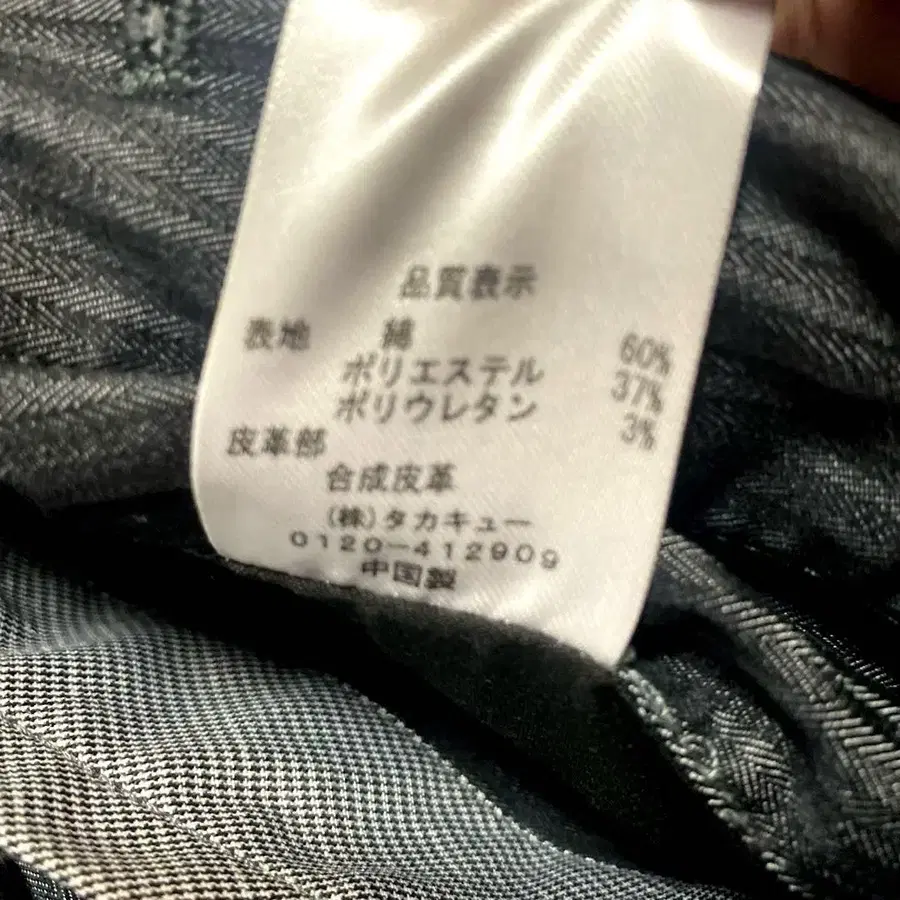 品質表示
表地 綿 60%
ポリエステル 37%
ポリウレタン 3%
皮革部
合成皮革
(株)タカキュー
0120-412909
中国製